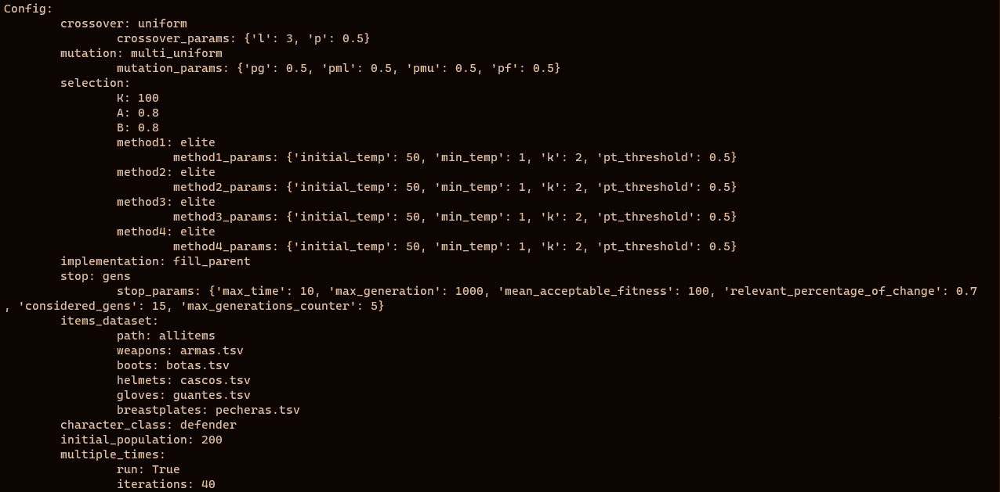 Config:
crossover: uniform
crossover_params: {'l': 3, 'p': 0.5}
mutation: multi_uniform
mutation_params: {'pg': 0.5, 'pml': 0.5, 'pmu': 0.5, 'pf': 0.5}
selection:
K: 100
A: 0.8
B: 0.8
method1: elite
method1_params: {'initial_temp': 50, 'min_temp': 1, 'k': 2, 'pt_threshold': 0.5}
method2: elite
method2_params: {'initial_temp': 50, 'min_temp': 1, 'k': 2, 'pt_threshold': 0.5}
method3: elite
method3_params: {'initial_temp': 50, 'min_temp': 1, 'k': 2, 'pt_threshold': 0.5}
method4: elite
method4_params: {'initial_temp': 50, 'min_temp': 1, 'k': 2, 'pt_threshold': 0.5}
implementation: fill_parent
stop: gens
stop_params: {'max_time': 10, 'max_generation': 1000, 'mean_acceptable_fitness': 100, 'relevant_percentage_of_change': 0.7
, 'considered_gens': 15, 'max_generations_counter': 5}
items_dataset:
path: allitems
weapons: armas.tsv
boots: botas.tsv
helmets: cascos.tsv
gloves: guantes.tsv
breastplates: pecheras.tsv
character_class: defender
initial_population: 200
multiple_times:
run: True
iterations: 40